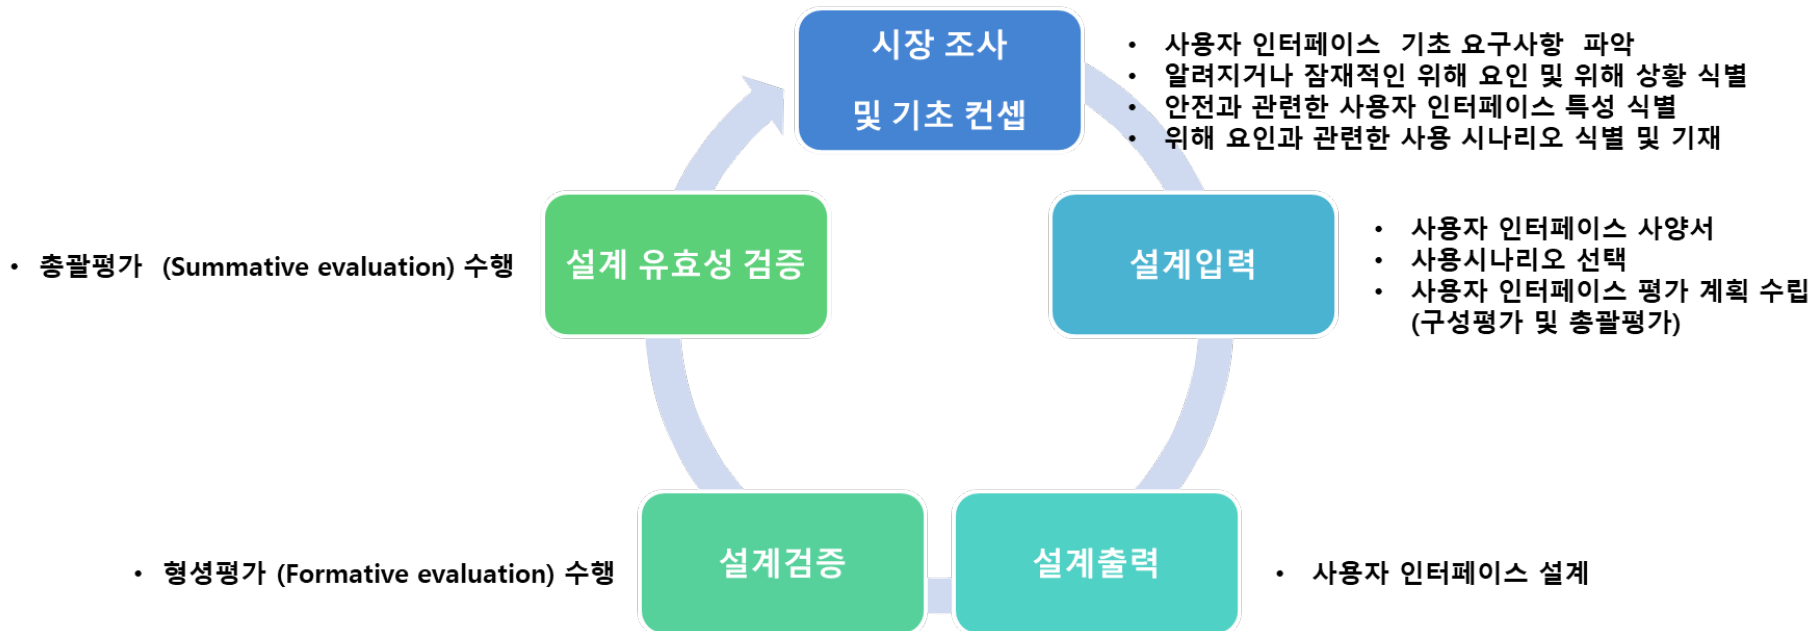 시장 조사
및 기초 컨셉
• 사용자 인터페이스 기초 요구사항 파악
• 알려지거나 잠재적인 위해 요인 및 위해 상황 식별
• 안전과 관련한 사용자 인터페이스 특성 식별
• 위해 요인과 관련한 사용 시나리오 식별 및 기재
설계입력
• 사용자 인터페이스 사양서
• 사용시나리오 선택
• 사용자 인터페이스 평가 계획 수립
(구성평가 및 총괄평가)
설계출력
• 사용자 인터페이스 설계
설계검증
• 형셩평가 (Formative evaluation) 수행
설계 유효성 검증
• 총괄평가 (Summative evaluation) 수행